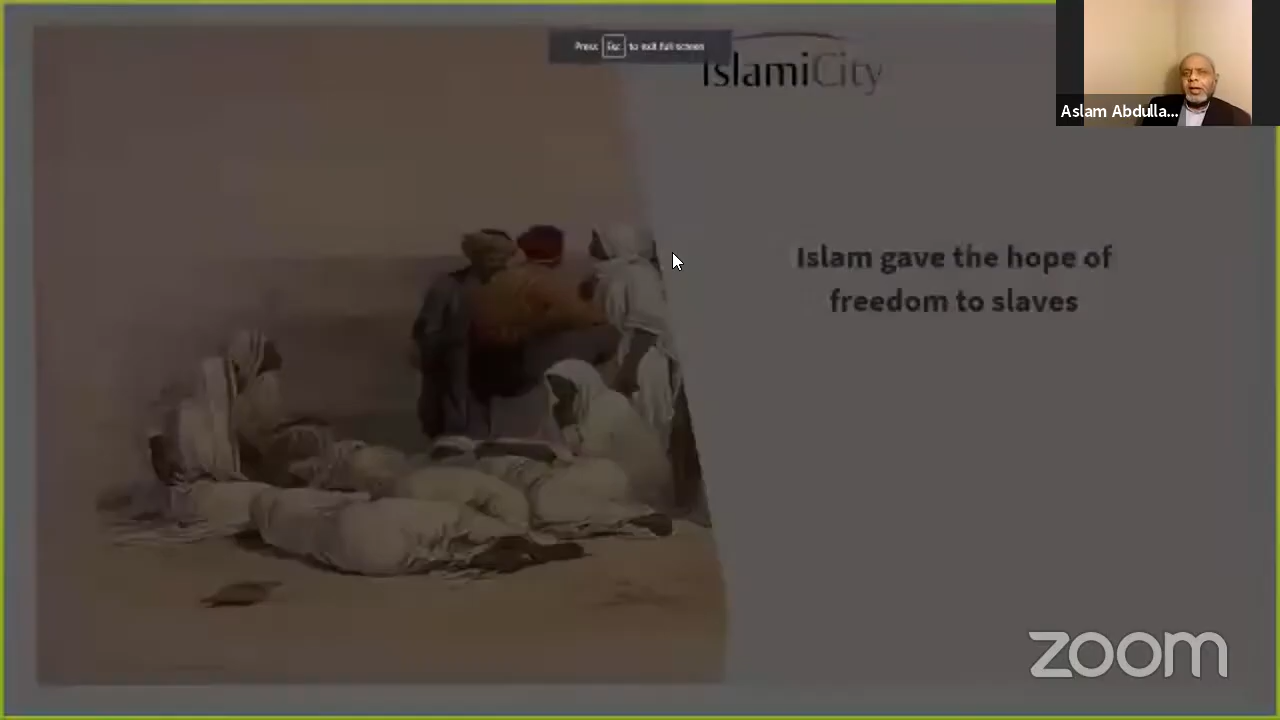 Press Esc to exit full screen
IslamiCity
Aslam Abdulla...
Islam gave the hope of
freedom to slaves
zoom